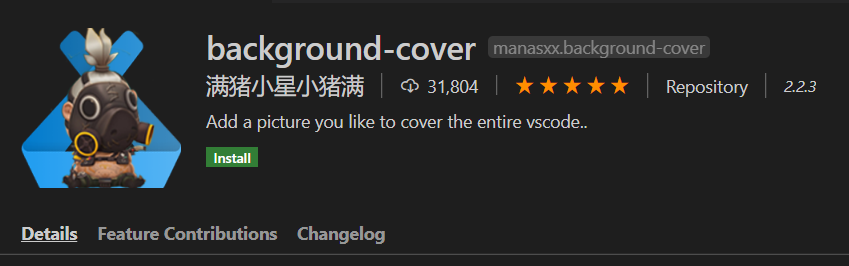 background-cover manasxx.background-cover
满猪小星小猪满 31,804 Repository 2.2.3
Add a picture you like to cover the entire vscode..
Install
Details Feature Contributions Changelog